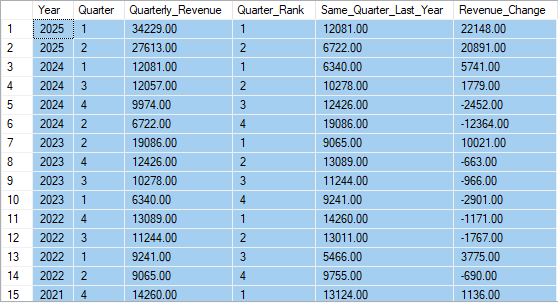 Year Quarter Quarterly_Revenue Quarter_Rank Same_Quarter_Last_Year Revenue_Change
1 2025 1 34229.00 1 12081.00 22148.00
2 2025 2 27613.00 2 6722.00 20891.00
3 2024 1 12081.00 1 6340.00 5741.00
4 2024 3 12057.00 2 10278.00 1779.00
5 2024 4 9974.00 3 12426.00 -2452.00
6 2024 2 6722.00 4 19086.00 -12364.00
7 2023 2 19086.00 1 9065.00 10021.00
8 2023 4 12426.00 2 13089.00 -663.00
9 2023 3 10278.00 3 11244.00 -966.00
10 2023 1 6340.00 4 9241.00 -2901.00
11 2022 4 13089.00 1 14260.00 -1171.00
12 2022 3 11244.00 2 13011.00 -1767.00
13 2022 1 9241.00 3 5466.00 3775.00
14 2022 2 9065.00 4 9755.00 -690.00
15 2021 4 14260.00 1 13124.00 1136.00